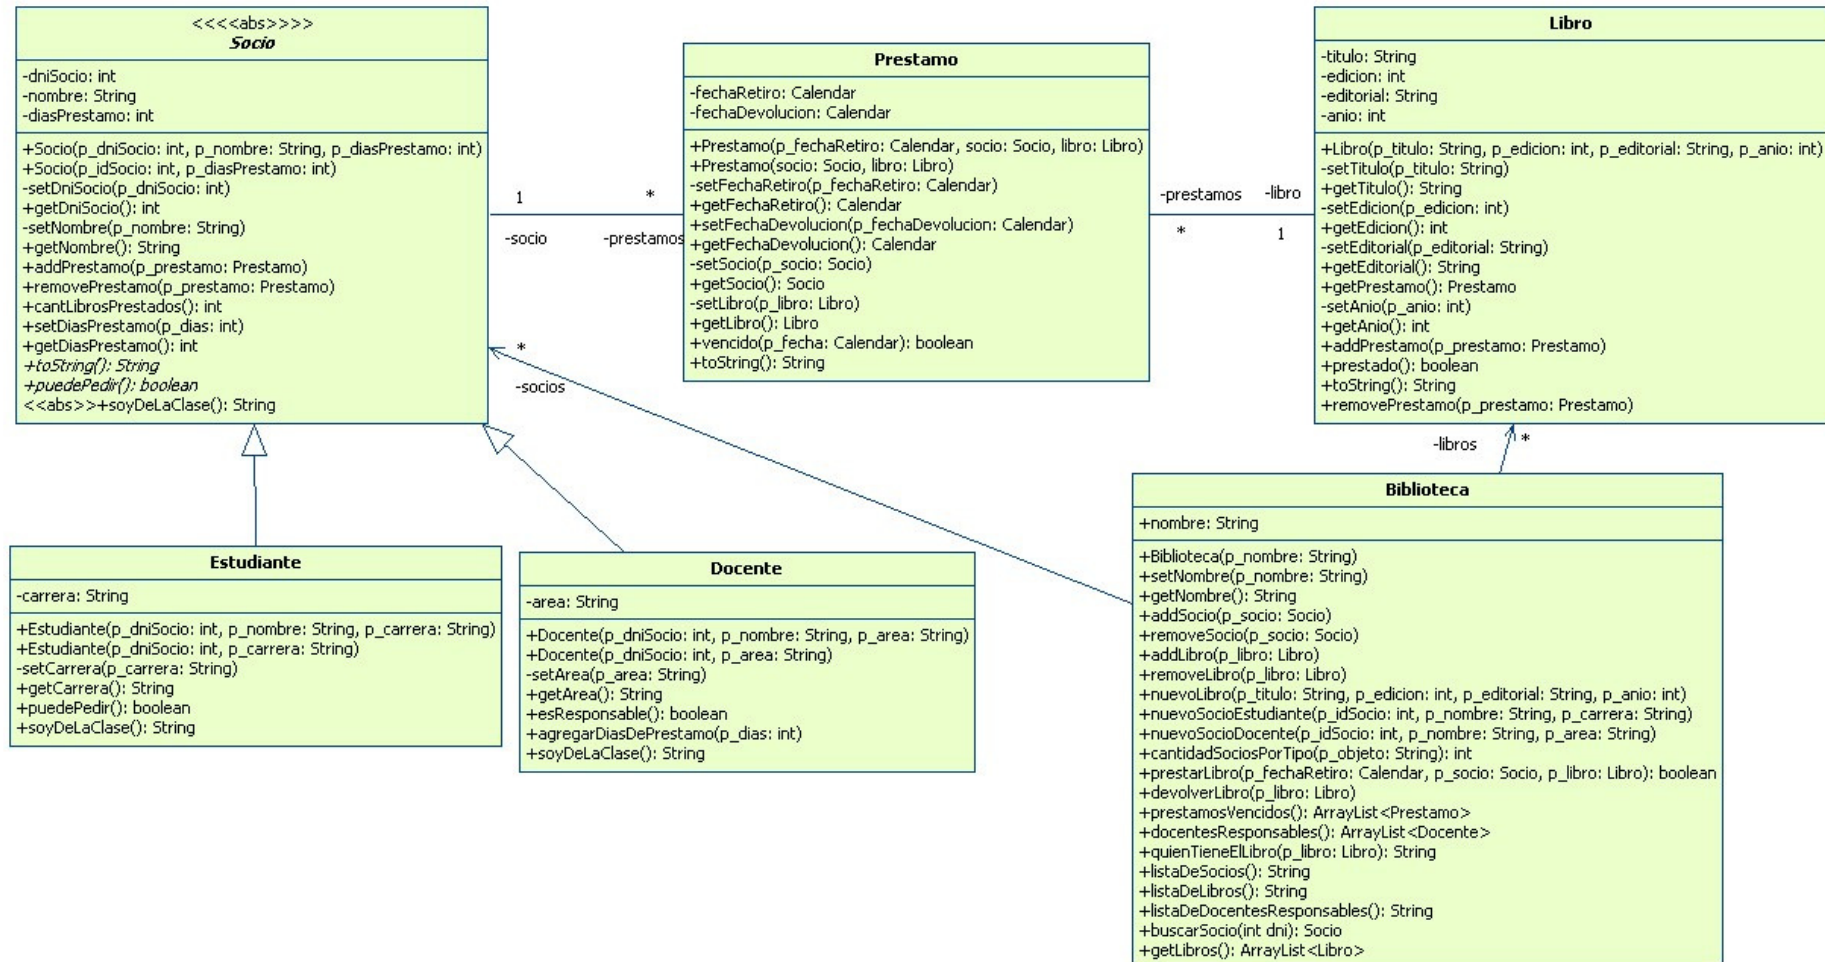 <<<<abs>>>>
Socio
-dniSocio: int
-nombre: String
-diasPrestamo: int
+Socio(p_dniSocio: int, p_nombre: String, p_diasPrestamo: int)
+Socio(p_idSocio: int, p_diasPrestamo: int)
-setDniSocio(p_dniSocio: int)
+getDniSocio(): int
-setNombre(p_nombre: String)
+getNombre(): String
+addPrestamo(p_prestamo: Prestamo)
+removePrestamo(p_prestamo: Prestamo)
+cantLibrosPrestados(): int
+setDiasPrestamo(p_dias: int)
+getDiasPrestamo(): int
+toString(): String
+puedePedir(): boolean
<<abs>>+soyDeLaClase(): String
1
*
-socio
-prestamos
Prestamo
-fechaRetiro: Calendar
-fechaDevolucion: Calendar
+Prestamo(p_fechaRetiro: Calendar, socio: Socio, libro: Libro)
+Prestamo(socio: Socio, libro: Libro)
-setFechaRetiro(p_fechaRetiro: Calendar)
+getFechaRetiro(): Calendar
+setFechaDevolucion(p_fechaDevolucion: Calendar)
+getFechaDevolucion(): Calendar
-setSocio(p_socio: Socio)
+getSocio(): Socio
-setLibro(p_libro: Libro)
+getLibro(): Libro
+vencido(p_fecha: Calendar): boolean
+toString(): String
-prestamos
-libro
*
1
Libro
-titulo: String
-edicion: int
-editorial: String
-anio: int
+Libro(p_titulo: String, p_edicion: int, p_editorial: String, p_anio: int)
-setTitulo(p_titulo: String)
+getTitulo(): String
-setEdicion(p_edicion: int)
+getEdicion(): int
-setEditorial(p_editorial: String)
+getEditorial(): String
+getPrestamo(): Prestamo
-setAnio(p_anio: int)
+getAnio(): int
+addPrestamo(p_prestamo: Prestamo)
+prestado(): boolean
+toString(): String
+removePrestamo(p_prestamo: Prestamo)
*
-socios
-libros
*
Estudiante
-carrera: String
+Estudiante(p_dniSocio: int, p_nombre: String, p_carrera: String)
+Estudiante(p_dniSocio: int, p_carrera: String)
-setCarrera(p_carrera: String)
+getCarrera(): String
+puedePedir(): boolean
+soyDeLaClase(): String
Docente
-area: String
+Docente(p_dniSocio: int, p_nombre: String, p_area: String)
+Docente(p_dniSocio: int, p_area: String)
-setArea(p_area: String)
+getArea(): String
+esResponsable(): boolean
+agregarDiasDePrestamo(p_dias: int)
+soyDeLaClase(): String
Biblioteca
+nombre: String
+Biblioteca(p_nombre: String)
+setNombre(p_nombre: String)
+getNombre(): String
+addSocio(p_socio: Socio)
+removeSocio(p_socio: Socio)
+addLibro(p_libro: Libro)
+removeLibro(p_libro: Libro)
+nuevoLibro(p_titulo: String, p_edicion: int, p_editorial: String, p_anio: int)
+nuevoSocioEstudiante(p_idSocio: int, p_nombre: String, p_carrera: String)
+nuevoSocioDocente(p_idSocio: int, p_nombre: String, p_area: String)
+cantidadSociosPorTipo(p_objeto: String): int
+prestarLibro(p_fechaRetiro: Calendar, p_socio: Socio, p_libro: Libro): boolean
+devolverLibro(p_libro: Libro)
+prestamosVencidos(): ArrayList<Prestamo>
+docentesResponsables(): ArrayList<Docente>
+quienTieneElLibro(p_libro: Libro): String
+listaDeSocios(): String
+listaDeLibros(): String
+listaDeDocentesResponsables(): String
+buscarSocio(int dni): Socio
+getLibros(): ArrayList<Libro>